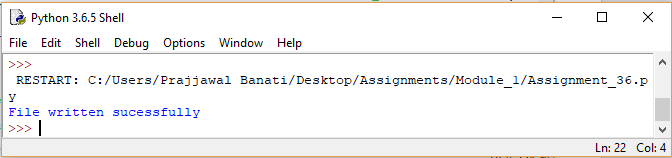 Python 3.6.5 Shell
File Edit Shell Debug Options Window Help
>>>
RESTART: C:/Users/Prajjawal Banati/Desktop/Assignments/Module_1/Assignment_36.p
y
File written sucessfully
>>>
Ln: 22 Col: 4